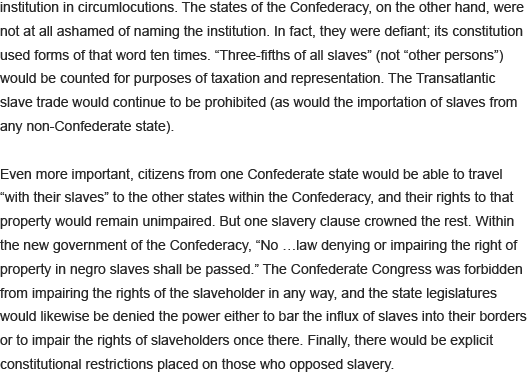 institution in circumlocutions. The states of the Confederacy, on the other hand, were
not at all ashamed of naming the institution. In fact, they were defiant; its constitution
used forms of that word ten times. “Three-fifths of all slaves” (not “other persons”)
would be counted for purposes of taxation and representation. The Transatlantic
slave trade would continue to be prohibited (as would the importation of slaves from
any non-Confederate state).
Even more important, citizens from one Confederate state would be able to travel
“with their slaves” to the other states within the Confederacy, and their rights to that
property would remain unimpaired. But one slavery clause crowned the rest. Within
the new government of the Confederacy, “No …law denying or impairing the right of
property in negro slaves shall be passed.” The Confederate Congress was forbidden
from impairing the rights of the slaveholder in any way, and the state legislatures
would likewise be denied the power either to bar the influx of slaves into their borders
or to impair the rights of slaveholders once there. Finally, there would be explicit
constitutional restrictions placed on those who opposed slavery.